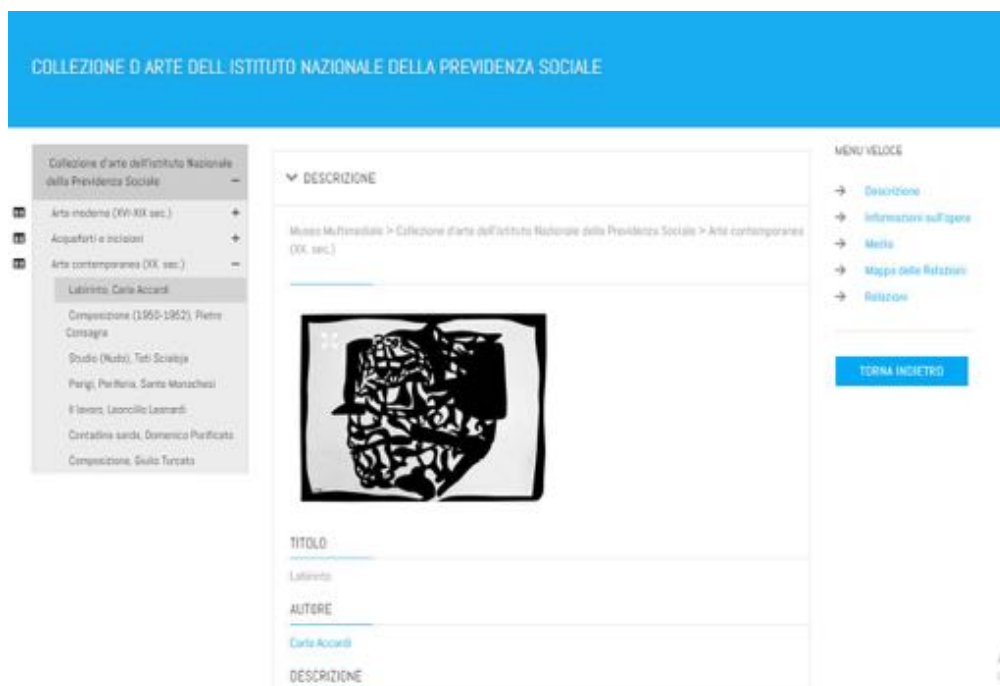 COLLEZIONE D ARTE DELL ISTITUTO NAZIONALE DELLA PREVIDENZA SOCIALE
Collezione d'arte dell'Istituto Nazionale
della Previdenza Sociale −
Arte moderna (XVI-XIX sec.) +
Acqueforti e incisioni +
Arte contemporanea (XX. sec.) −
Labirinto, Carla Accardi
Composizione (1950-1952), Pietro
Consagra
Studio (Nudo), Toti Scialoja
Parigi, Periferia, Sante Monachesi
Il lavoro, Leoncillo Leonardi
Contadina sarda, Domenico Purificato
Composizione, Giulio Turcato
DESCRIZIONE
Museo Multimediale > Collezione d'arte dell'Istituto Nazionale della Previdenza Sociale > Arte contemporanea
(XX. sec.)
TITOLO
Labirinto
AUTORE
Carla Accardi
DESCRIZIONE
MENU VELOCE
→ Descrizione
→ Informazioni sull'opera
→ Media
→ Mappa delle Relazioni
→ Relazioni
TORNA INDIETRO